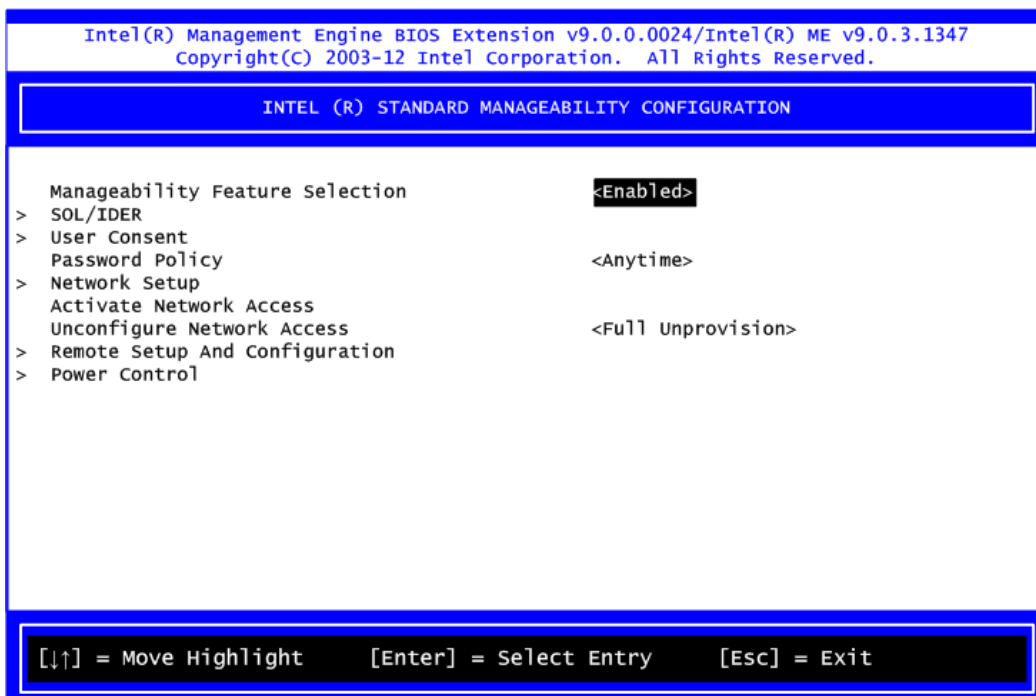 Intel(R) Management Engine BIOS Extension v9.0.0.0024/Intel(R) ME v9.0.3.1347
Copyright(C) 2003-12 Intel Corporation.  All Rights Reserved.
INTEL (R) STANDARD MANAGEABILITY CONFIGURATION
Manageability Feature Selection <Enabled>
> SOL/IDER
> User Consent
Password Policy <Anytime>
> Network Setup
Activate Network Access
Unconfigure Network Access <Full Unprovision>
> Remote Setup And Configuration
> Power Control
[↓↑] = Move Highlight [Enter] = Select Entry [Esc] = Exit